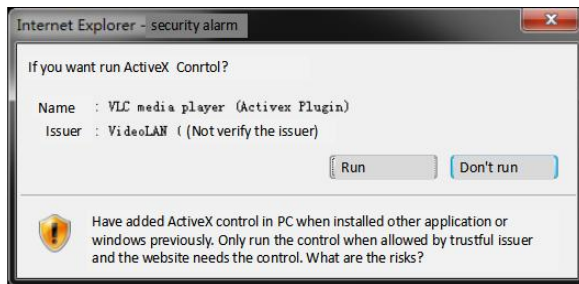 Internet Explorer - security alarm
If you want run ActiveX Conrtol?
Name : VLC media player (Activex Plugin)
Issuer : VideoLAN ( (Not verify the issuer)
Run Don't run
Have added ActiveX control in PC when installed other application or
windows previously. Only run the control when allowed by trustful issuer
and the website needs the control. What are the risks?